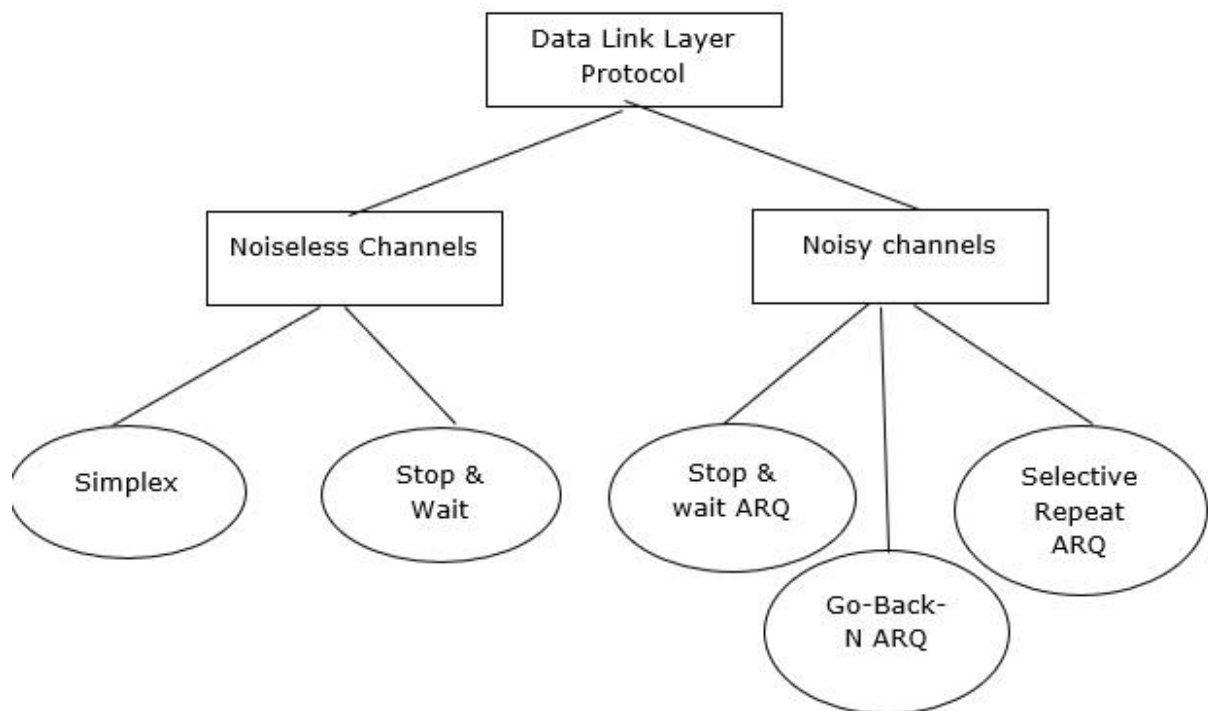 Data Link Layer
Protocol
Noiseless Channels
Noisy channels
Simplex
Stop &
Wait
Stop &
wait ARQ
Go-Back-
N ARQ
Selective
Repeat
ARQ